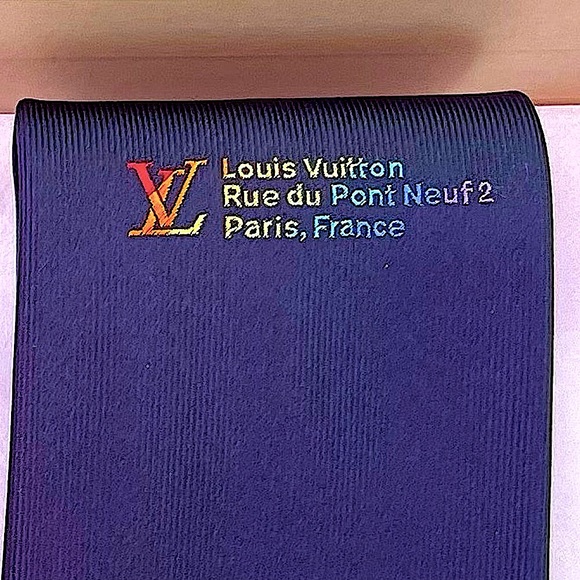 LV Louis Vuitton
Rue du Pont Neuf 2
Paris, France